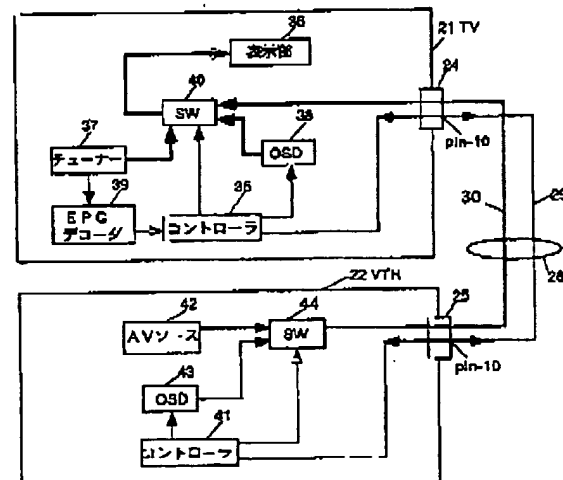 36
表示部
21 TV
24
40
SW
38
OSD
pin-10
37
チューナー
39
EPG
デコーダ
35
コントローラ
30
29
28
22 VTR
42
AVソース
44
SW
25
pin-10
43
OSD
41
コントローラ